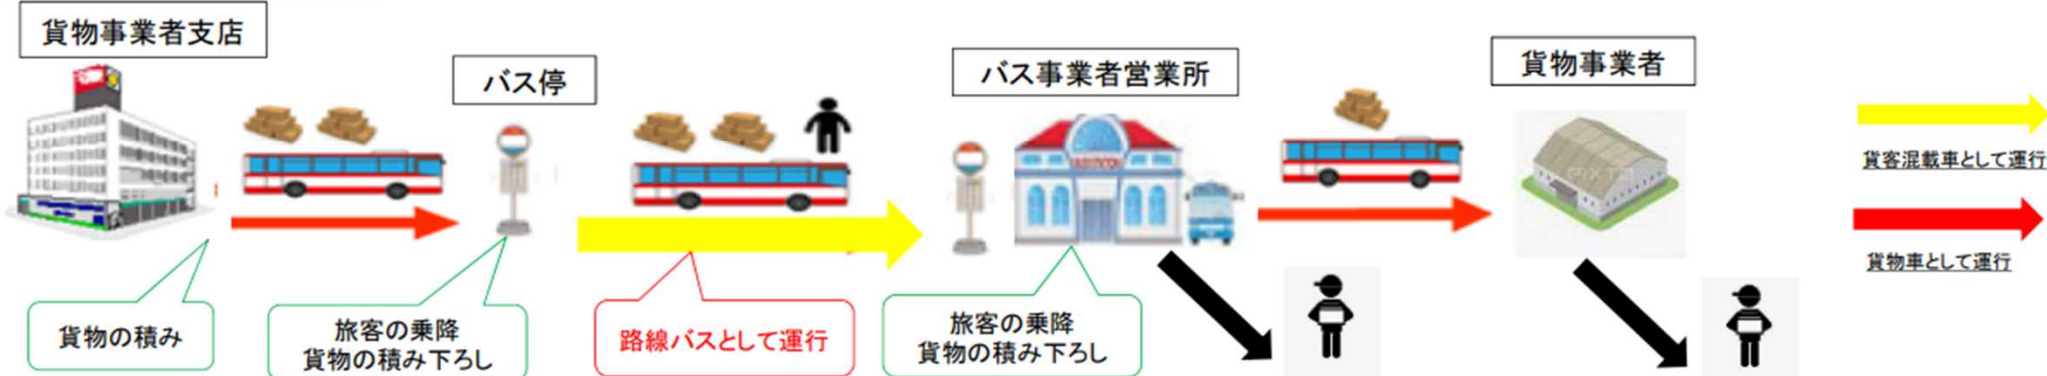 貨物事業者支店
バス停
バス事業者営業所
貨物事業者
貨客混載車として運行
貨物車として運行
貨物の積み
旅客の乗降
貨物の積み下ろし
路線バスとして運行
旅客の乗降
貨物の積み下ろし